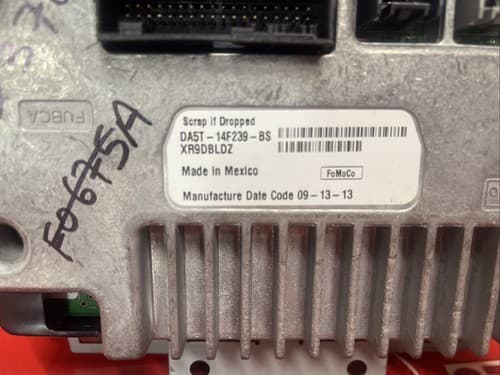 FUBCA
F0675A
Scrap if Dropped
DA5T-14F239-BS
XR9DBLDZ
Made in Mexico
FoMoCo
Manufacture Date Code 09-13-13